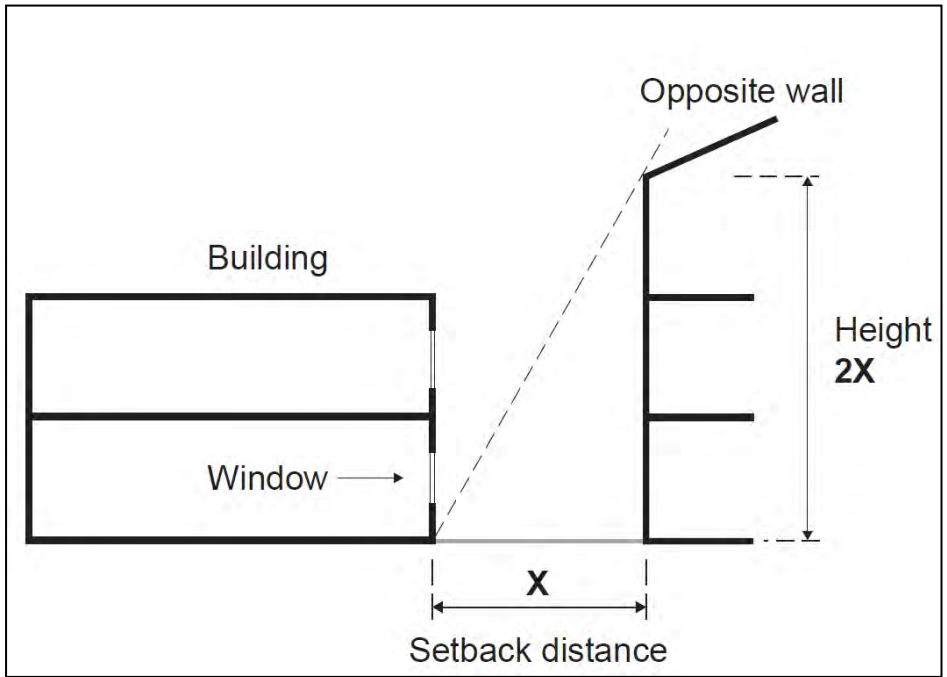 Opposite wall
Building
Height
2X
Window
X
Setback distance